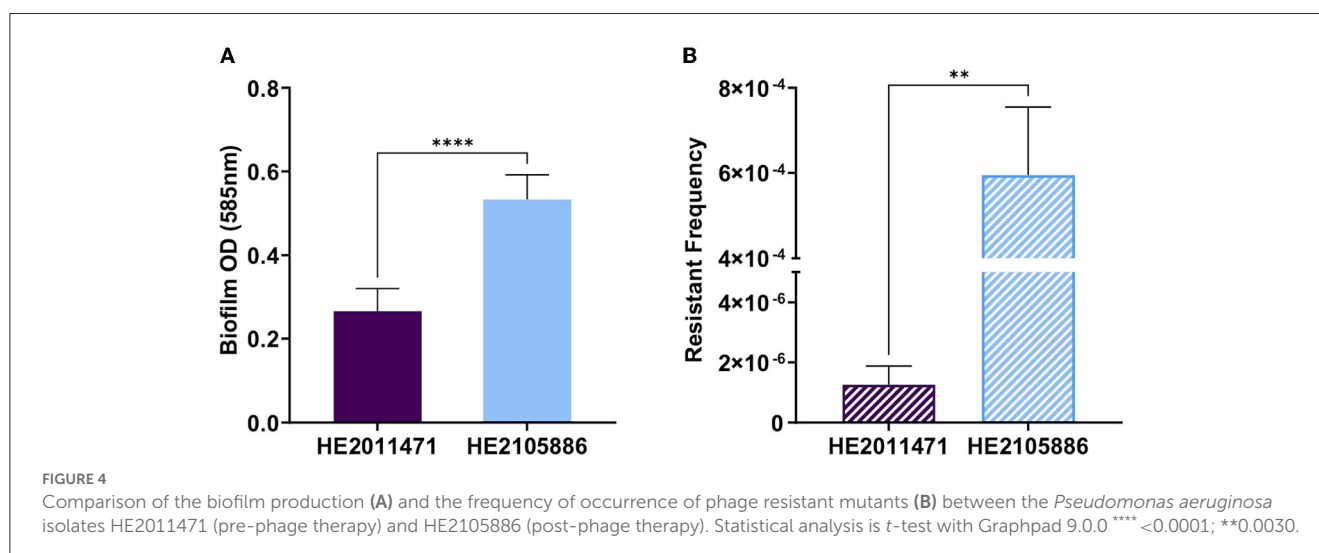 A
Biofilm OD (585nm)
0.8
0.6
0.4
0.2
0.0
****
HE2011471 HE2105886
B
Resistant Frequency
8×10⁻⁴
6×10⁻⁴
4×10⁻⁴
4×10⁻⁶
2×10⁻⁶
0
**
HE2011471 HE2105886
FIGURE 4
Comparison of the biofilm production (A) and the frequency of occurrence of phage resistant mutants (B) between the Pseudomonas aeruginosa
isolates HE2011471 (pre-phage therapy) and HE2105886 (post-phage therapy). Statistical analysis is t-test with Graphpad 9.0.0 ****<0.0001; **0.0030.